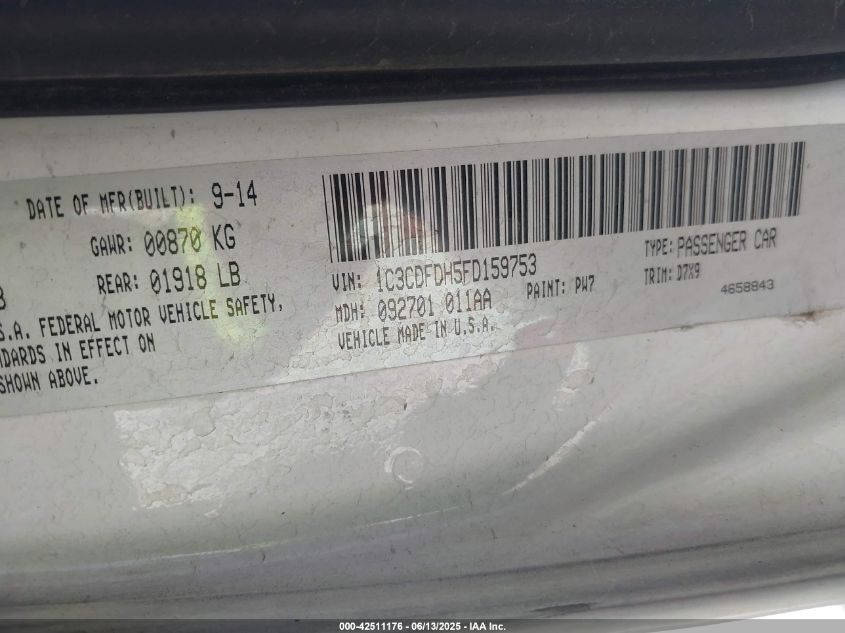 DATE OF MFR(BUILT): 9-14
GAWR: 00870 KG
REAR: 01918 LB
S.A. FEDERAL MOTOR VEHICLE SAFETY,
NDARDS IN EFFECT ON
SHOWN ABOVE.
VIN: 1C3CDFDH5FD159753
MDH: 092701 011AA
PAINT: PW7
VEHICLE MADE IN U.S.A.
TYPE: PASSENGER CAR
TRIM: D7X9
4658843
000-42511176 - 06/13/2025 - IAA Inc.